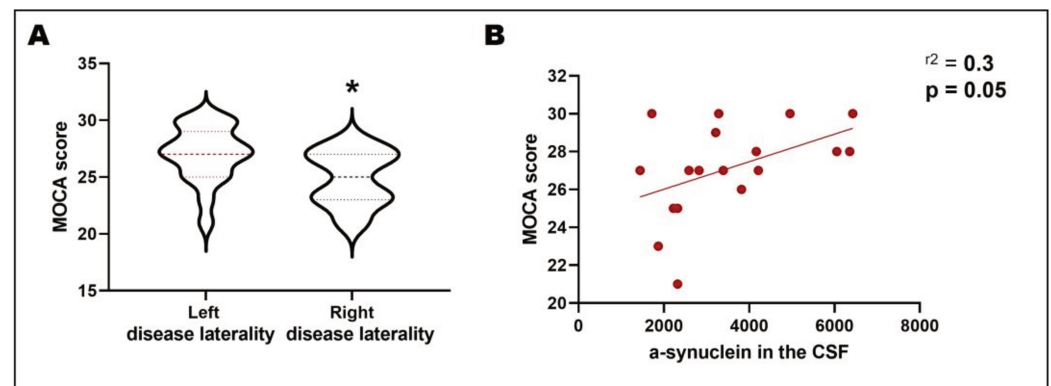 A
MOCA score
35
30
25
20
15
*
Left
disease laterality
Right
disease laterality
B
r2 = 0.3
p = 0.05
MOCA score
32
30
28
26
24
22
20
0
2000
4000
6000
8000
a-synuclein in the CSF